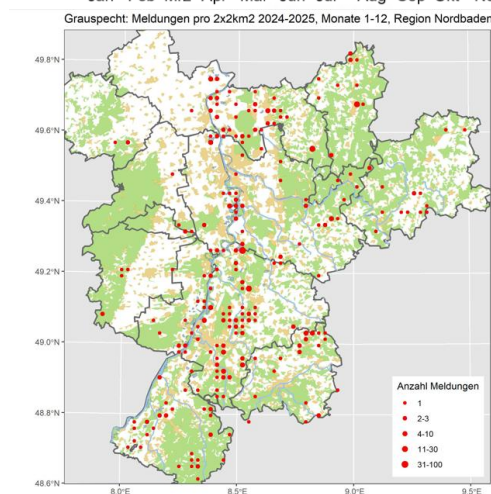 Grauspecht: Meldungen pro 2x2km2 2024-2025, Monate 1-12, Region Nordbaden
49.8°N
49.6°N
49.4°N
49.2°N
49.0°N
48.8°N
48.6°N
Anzahl Meldungen
1
2-3
4-10
11-30
31-100
8.0°E
8.5°E
9.0°E
9.5°E